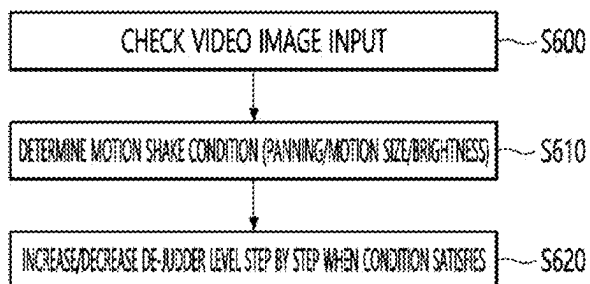 CHECK VIDEO IMAGE INPUT
S600
DETERMINE MOTION SHAKE CONDITION (PANNING/MOTION SIZE/BRIGHTNESS)
S610
INCREASE/DECREASE DE-JUDDER LEVEL STEP BY STEP WHEN CONDITION SATISFIES
S620